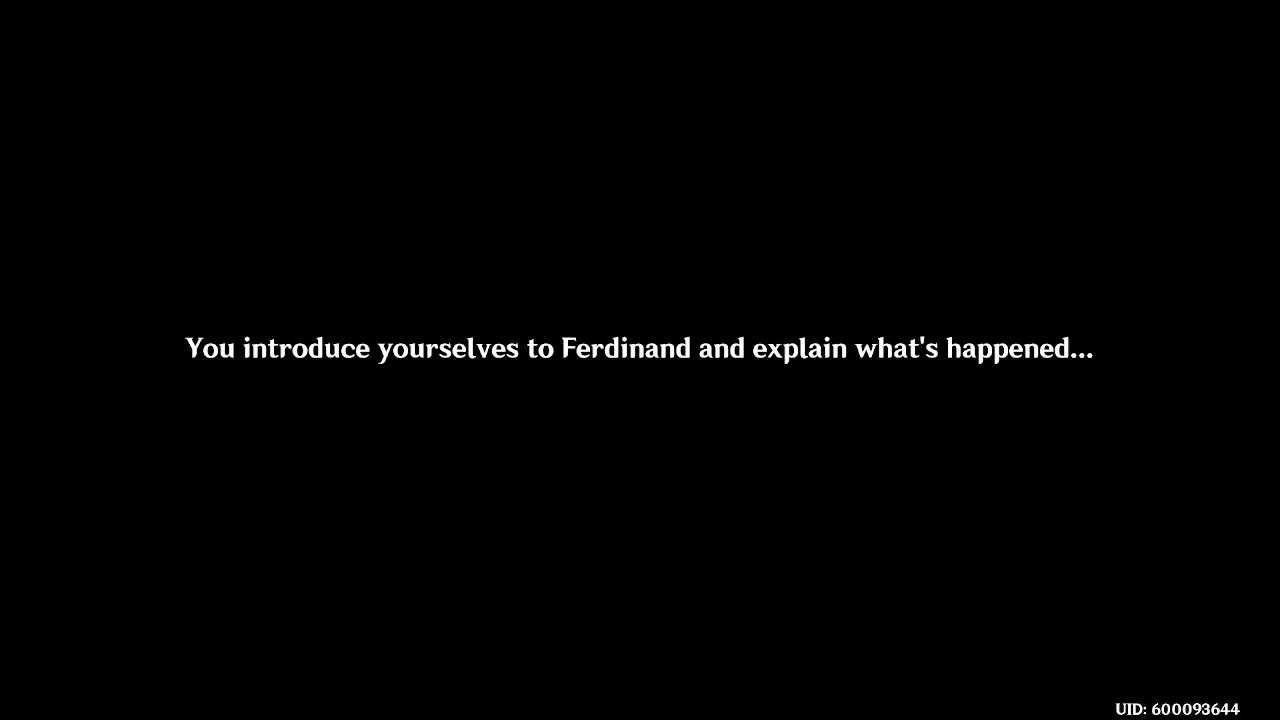 You introduce yourselves to Ferdinand and explain what's happened...
UID: 600093644